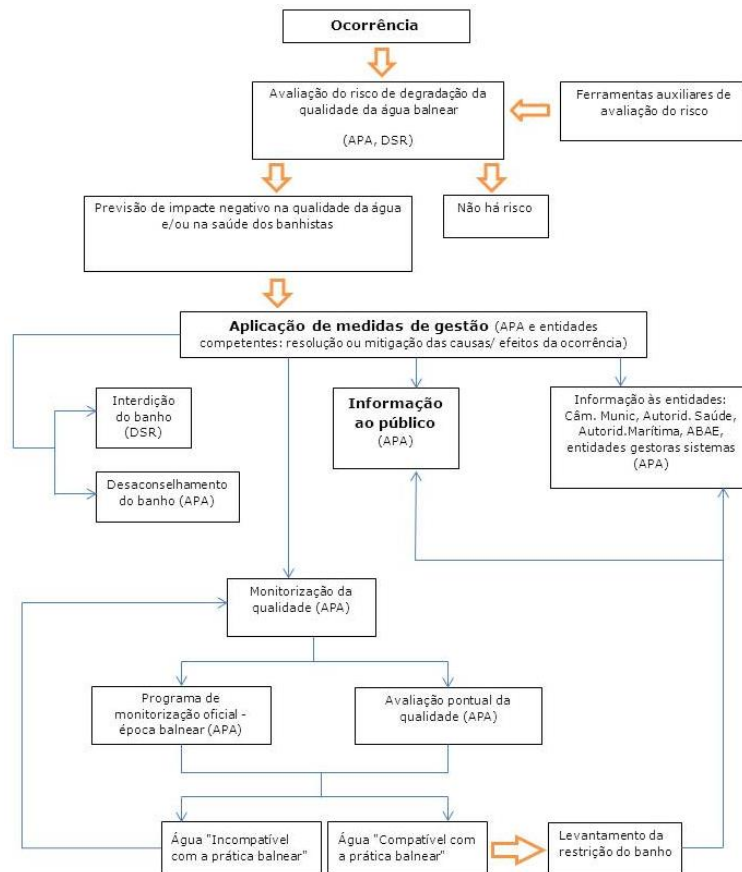 Ocorrência
Avaliação do risco de degradação da
qualidade da água balnear
(APA, DSR)
Ferramentas auxiliares de
avaliação do risco
Previsão de impacte negativo na qualidade da água
e/ou na saúde dos banhistas
Não há risco
Aplicação de medidas de gestão (APA e entidades
competentes: resolução ou mitigação das causas/ efeitos da ocorrência)
Interdição
do banho
(DSR)
Desaconselhamento
do banho (APA)
Informação
ao público
(APA)
Informação às entidades:
Câm. Munic, Autorid. Saúde,
Autorid.Marítima, ABAE,
entidades gestoras sistemas
(APA)
Monitorização da
qualidade (APA)
Programa de
monitorização oficial -
época balnear (APA)
Avaliação pontual da
qualidade (APA)
Água "Incompatível
com a prática balnear"
Água "Compatível com
a prática balnear"
Levantamento da
restrição do banho